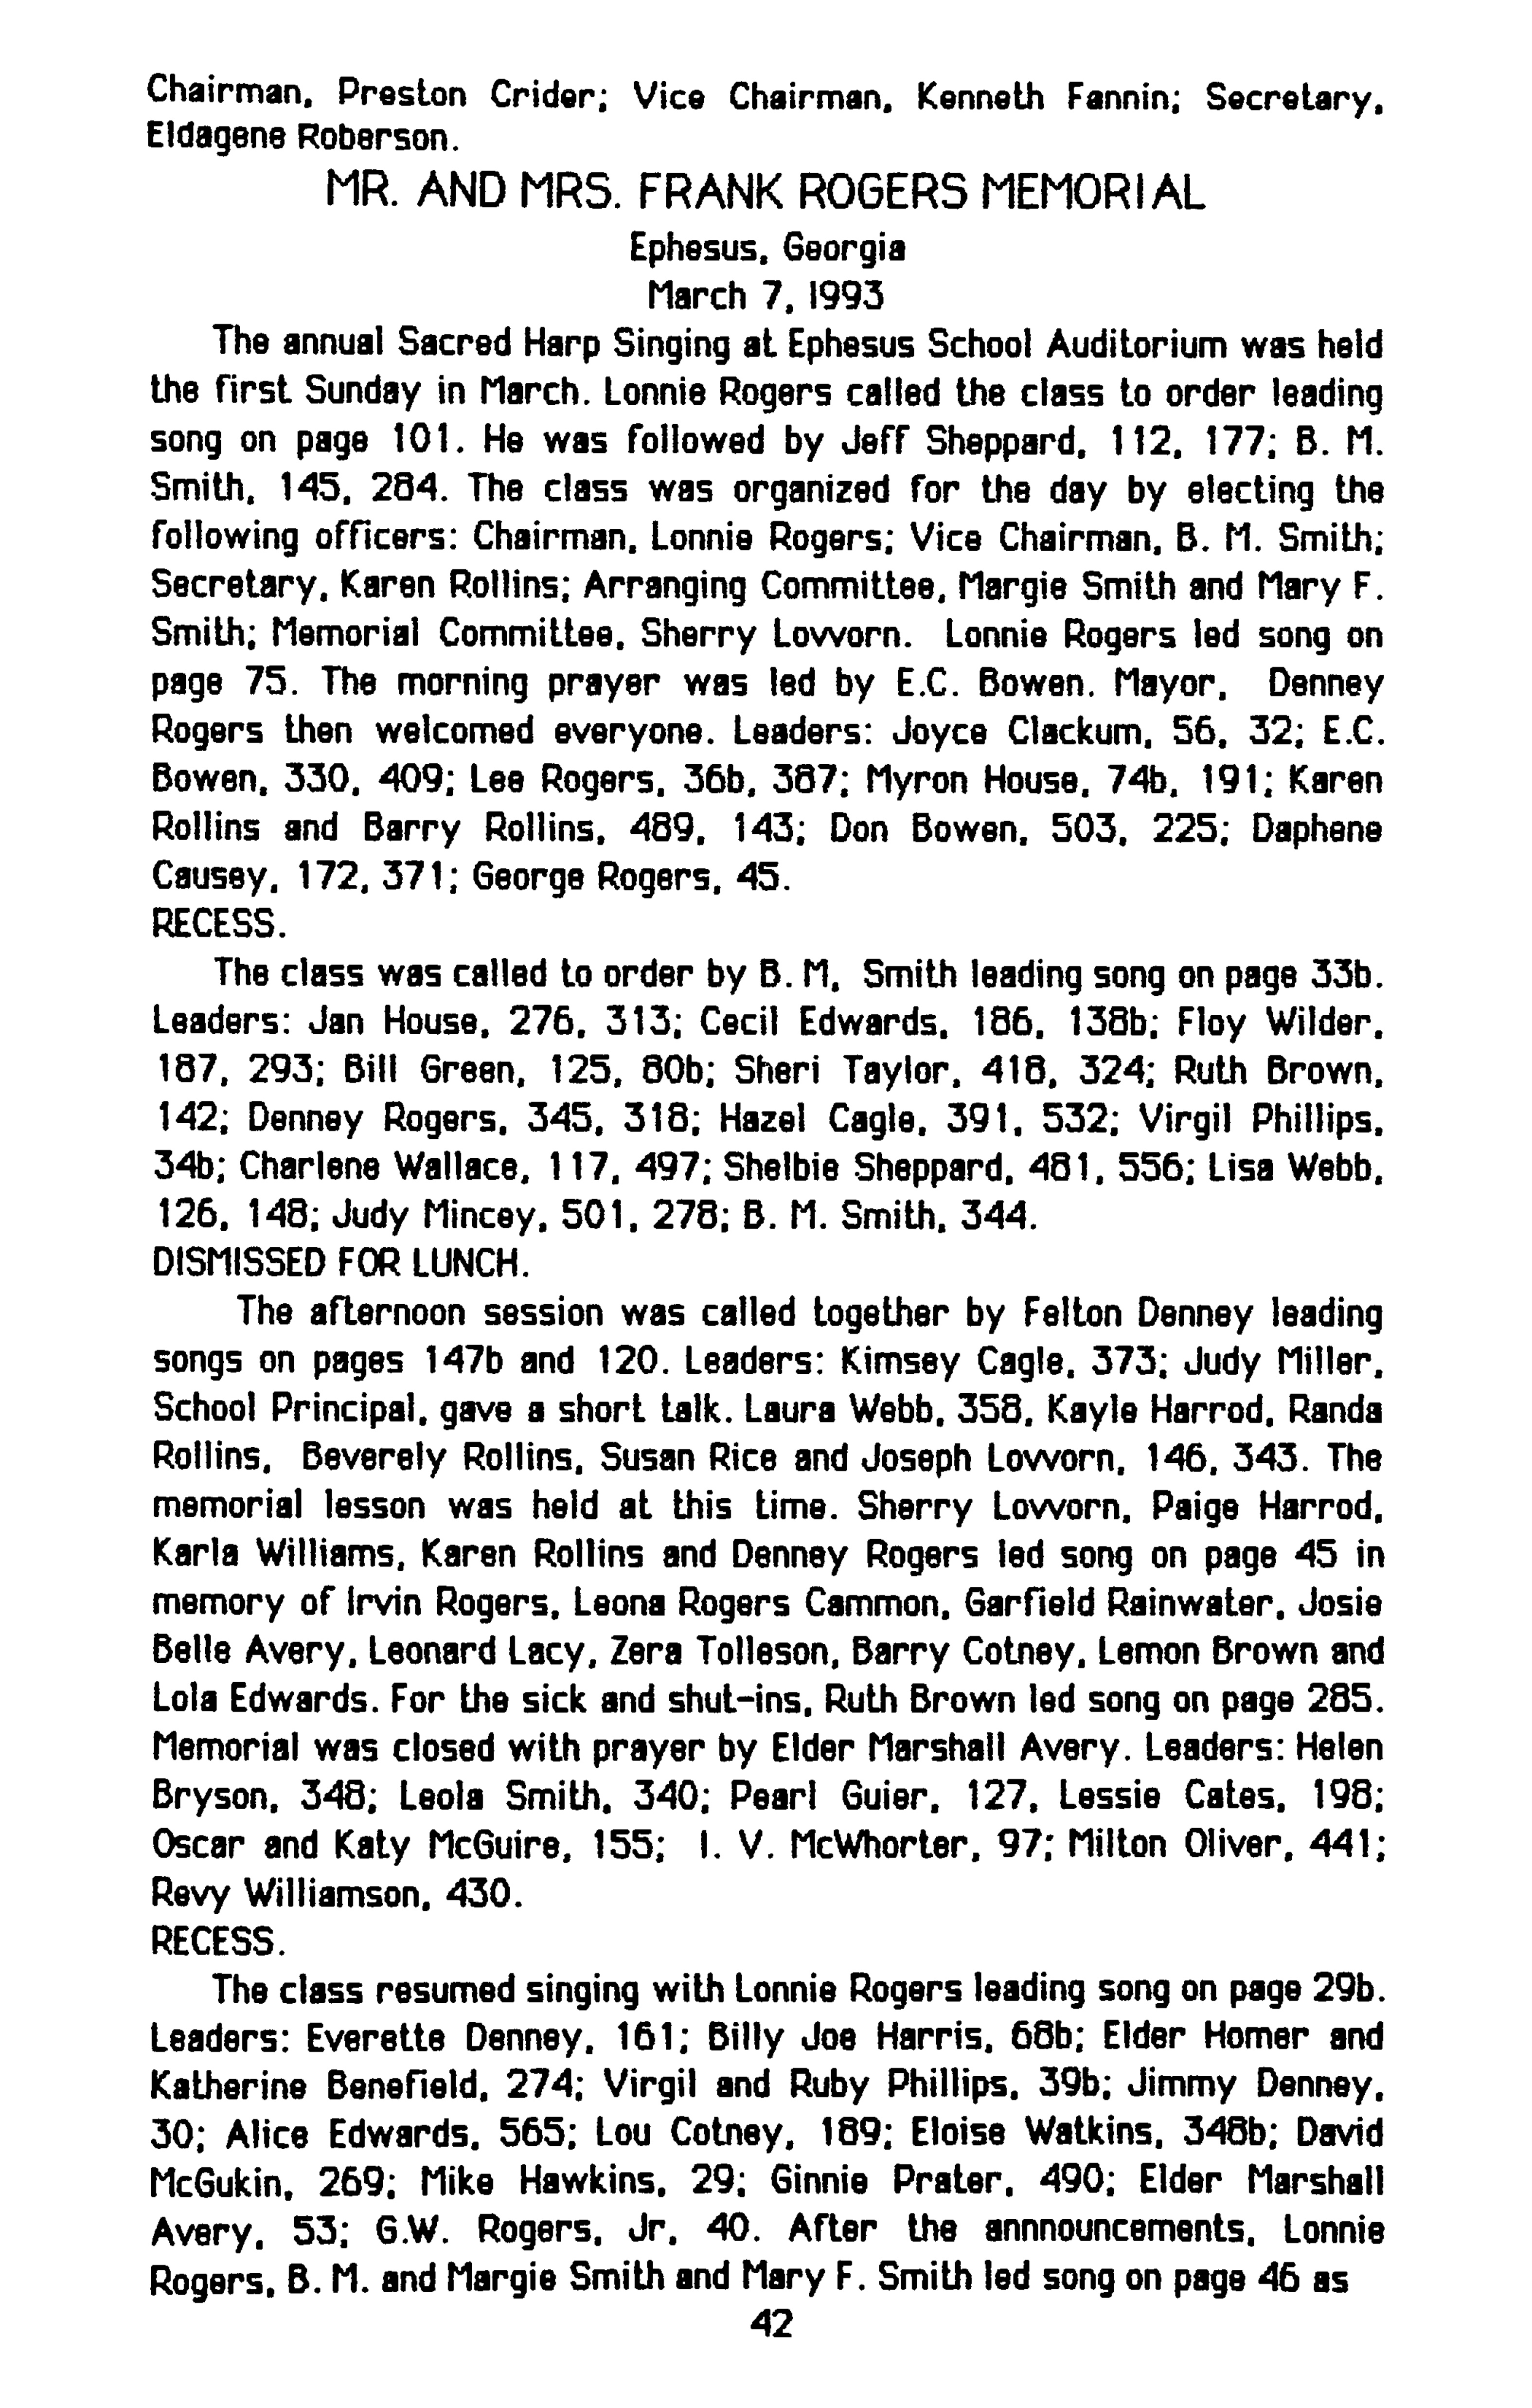 Chairman, Preston Crider; Vice Chairman, Kenneth Fannin; Secretary,
Eldagene Roberson.
MR. AND MRS. FRANK ROGERS MEMORIAL
Ephesus, Georgia
March 7, 1993
The annual Sacred Harp Singing at Ephesus School Auditorium was held
the first Sunday in March. Lonnie Rogers called the class to order leading
song on page 101. He was followed by Jeff Sheppard, 112, 177; B. M.
Smith, 145, 284. The class was organized for the day by electing the
following officers: Chairman, Lonnie Rogers; Vice Chairman, B. M. Smith;
Secretary, Karen Rollins; Arranging Committee, Margie Smith and Mary F.
Smith; Memorial Committee, Sherry Lovvorn. Lonnie Rogers led song on
page 75. The morning prayer was led by E.C. Bowen. Mayor, Denney
Rogers then welcomed everyone. Leaders: Joyce Clackum, 56, 32; E.C.
Bowen, 330, 409; Lee Rogers, 36b, 387; Myron House, 74b, 191; Karen
Rollins and Barry Rollins, 489, 143; Don Bowen, 503, 225; Daphene
Causey, 172, 371; George Rogers, 45.
RECESS.
The class was called to order by B. M. Smith leading song on page 33b.
Leaders: Jan House, 276, 313; Cecil Edwards, 186, 138b; Floy Wilder,
187, 293; Bill Green, 125, 80b; Sheri Taylor, 418, 324; Ruth Brown,
142; Denney Rogers, 345, 318; Hazel Cagle, 391, 532; Virgil Phillips,
34b; Charlene Wallace, 117, 497; Shelbie Sheppard, 481, 556; Lisa Webb,
126, 148; Judy Mincey, 501, 278; B. M. Smith, 344.
DISMISSED FOR LUNCH.
The afternoon session was called together by Felton Denney leading
songs on pages 147b and 120. Leaders: Kimsey Cagle, 373; Judy Miller,
School Principal, gave a short talk. Laura Webb, 358, Kayle Harrod, Randa
Rollins, Beverely Rollins, Susan Rice and Joseph Lovvorn, 146, 343. The
memorial lesson was held at this time. Sherry Lovvorn, Paige Harrod,
Karla Williams, Karen Rollins and Denney Rogers led song on page 45 in
memory of Irvin Rogers, Leona Rogers Cammon, Garfield Rainwater, Josie
Belle Avery, Leonard Lacy, Zera Tolleson, Barry Cotney, Lemon Brown and
Lola Edwards. For the sick and shut-ins, Ruth Brown led song on page 285.
Memorial was closed with prayer by Elder Marshall Avery. Leaders: Helen
Bryson, 348; Leola Smith, 340; Pearl Guier, 127, Lessie Cates, 198;
Oscar and Katy McGuire, 155; I. V. McWhorter, 97; Milton Oliver, 441;
Revy Williamson, 430.
RECESS.
The class resumed singing with Lonnie Rogers leading song on page 29b.
Leaders: Everette Denney, 161; Billy Joe Harris, 68b; Elder Homer and
Katherine Benefield, 274; Virgil and Ruby Phillips, 39b; Jimmy Denney,
30; Alice Edwards, 565; Lou Cotney, 189; Eloise Watkins, 348b; David
McGukin, 269; Mike Hawkins, 29; Ginnie Prater, 490; Elder Marshall
Avery, 53; G.W. Rogers, Jr, 40. After the annnouncements, Lonnie
Rogers, B. M. and Margie Smith and Mary F. Smith led song on page 46 as
42